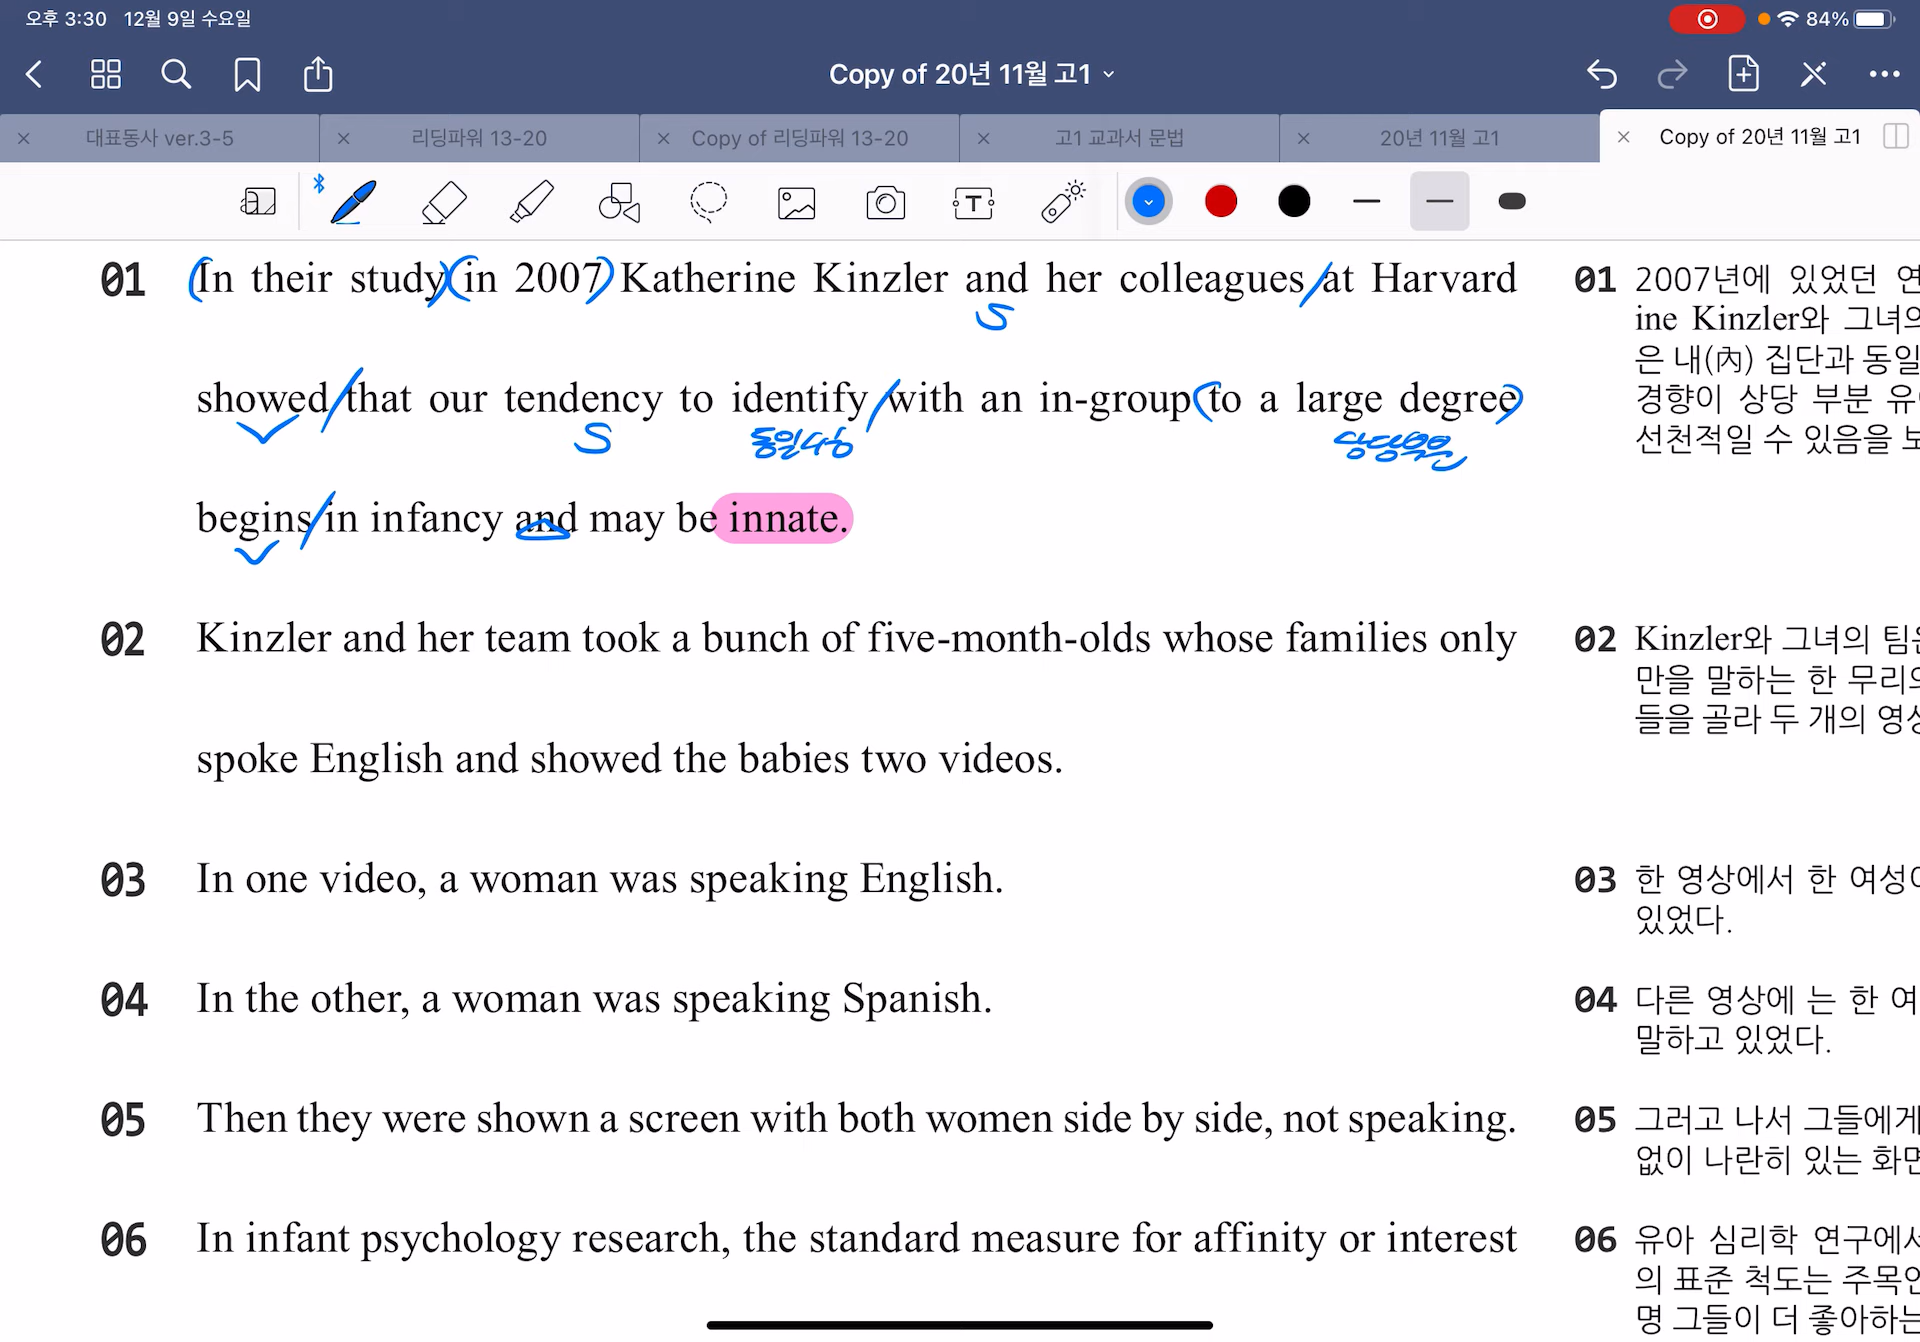 오후 3:30 12월 9일 수요일 84%
Copy of 20년 11월 고1
대표동사 ver.3-5 리딩파워 13-20 Copy of 리딩파워 13-20 고1 교과서 문법 20년 11월 고1 Copy of 20년 11월 고1
01 In their study in 2007 Katherine Kinzler and her colleagues at Harvard
S
showed that our tendency to identify with an in-group to a large degree
S 동일시 상당부분
begins in infancy and may be innate.
02 Kinzler and her team took a bunch of five-month-olds whose families only
spoke English and showed the babies two videos.
03 In one video, a woman was speaking English.
04 In the other, a woman was speaking Spanish.
05 Then they were shown a screen with both women side by side, not speaking.
06 In infant psychology research, the standard measure for affinity or interest
01 2007년에 있었던 연
ine Kinzler와 그녀의
은 내(內) 집단과 동일
경향이 상당 부분 유
선천적일 수 있음을 보
02 Kinzler와 그녀의 팀은
만을 말하는 한 무리의
들을 골라 두 개의 영상
03 한 영상에서 한 여성이
있었다.
04 다른 영상에 는 한 여
말하고 있었다.
05 그러고 나서 그들에게
없이 나란히 있는 화면
06 유아 심리학 연구에서
의 표준 척도는 주목인
명 그들이 더 좋아하는